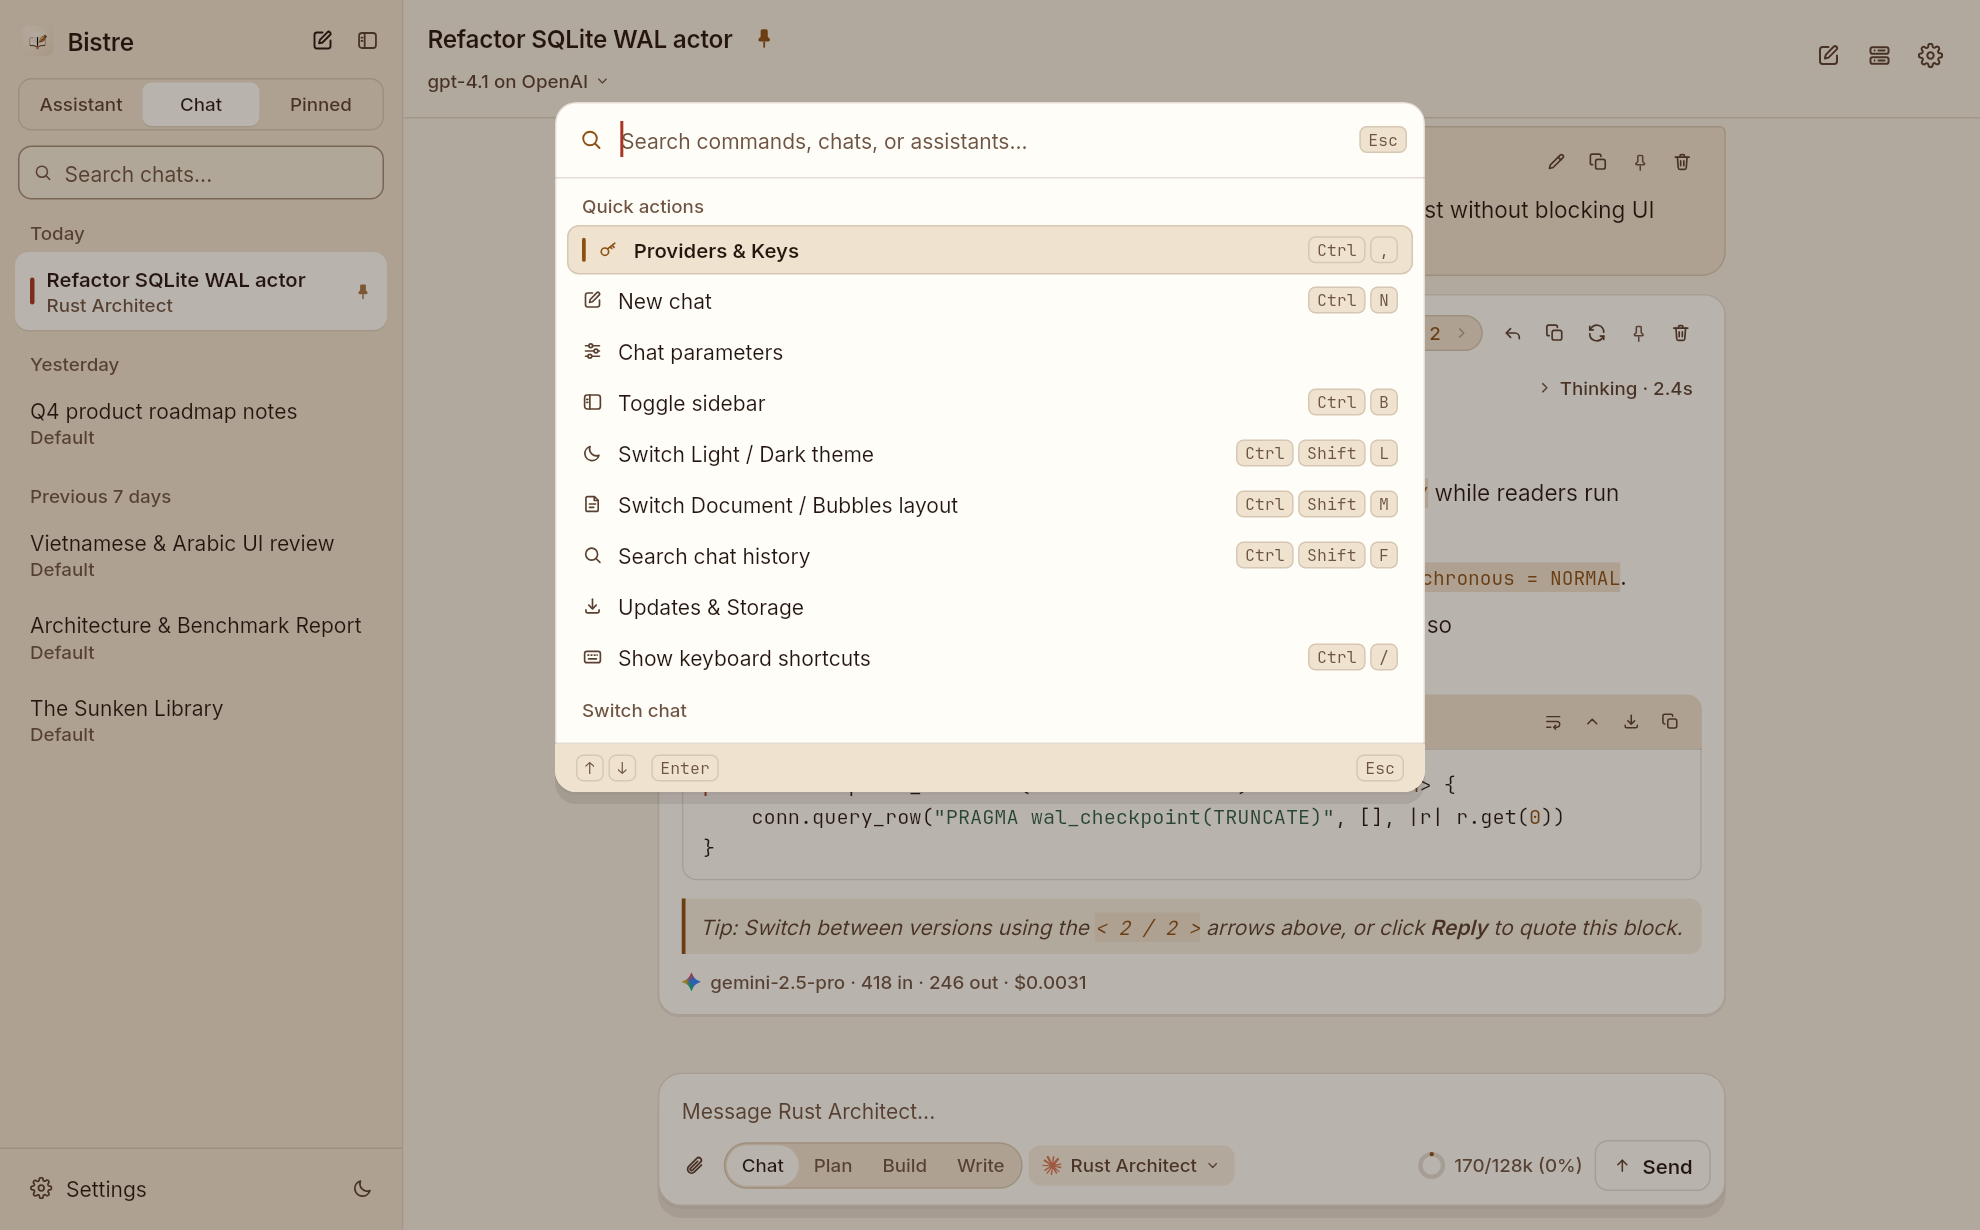 Bistre
Assistant
Chat
Pinned
Search chats...
Today
Refactor SQLite WAL actor
Rust Architect
Yesterday
Q4 product roadmap notes
Default
Previous 7 days
Vietnamese & Arabic UI review
Default
Architecture & Benchmark Report
Default
The Sunken Library
Default
Settings
Refactor SQLite WAL actor
gpt-4.1 on OpenAI
Search commands, chats, or assistants...
Esc
Quick actions
Providers & Keys Ctrl ,
New chat Ctrl N
Chat parameters
Toggle sidebar Ctrl B
Switch Light / Dark theme Ctrl Shift L
Switch Document / Bubbles layout Ctrl Shift M
Search chat history Ctrl Shift F
Updates & Storage
Show keyboard shortcuts Ctrl /
Switch chat
↑ ↓ Enter Esc
st without blocking UI
2 >
Thinking · 2.4s
while readers run
chronous = NORMAL.
so
> {
conn.query_row("PRAGMA wal_checkpoint(TRUNCATE)", [], |r| r.get(0))
}
Tip: Switch between versions using the < 2 / 2 > arrows above, or click Reply to quote this block.
gemini-2.5-pro · 418 in · 246 out · $0.0031
Message Rust Architect...
Chat Plan Build Write Rust Architect 170/128k (0%) Send